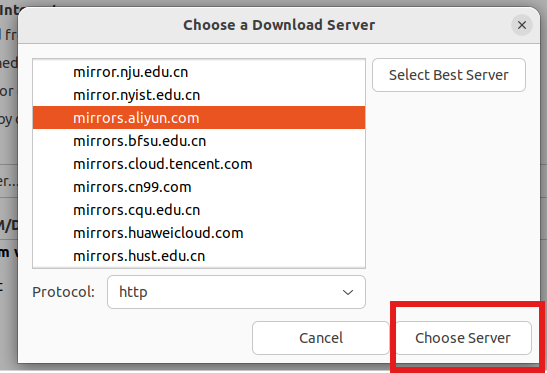 Choose a Download Server
mirror.nju.edu.cn
mirror.nyist.edu.cn
mirrors.aliyun.com
mirrors.bfsu.edu.cn
mirrors.cloud.tencent.com
mirrors.cn99.com
mirrors.cqu.edu.cn
mirrors.huaweicloud.com
mirrors.hust.edu.cn
Select Best Server
Protocol:
http
Cancel
Choose Server